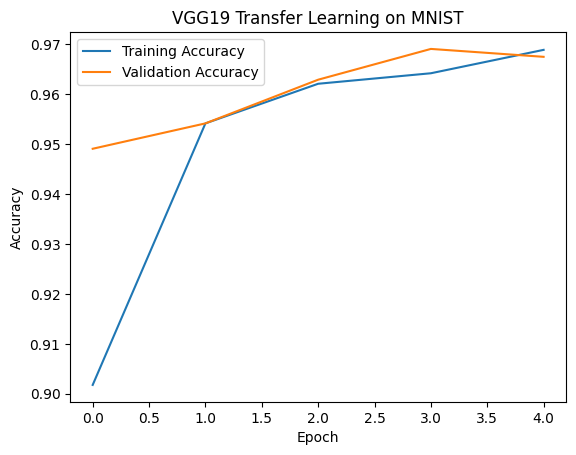 VGG19 Transfer Learning on MNIST
Training Accuracy
Validation Accuracy
0.97
0.96
0.95
0.94
0.93
0.92
0.91
0.90
Accuracy
0.0 0.5 1.0 1.5 2.0 2.5 3.0 3.5 4.0
Epoch